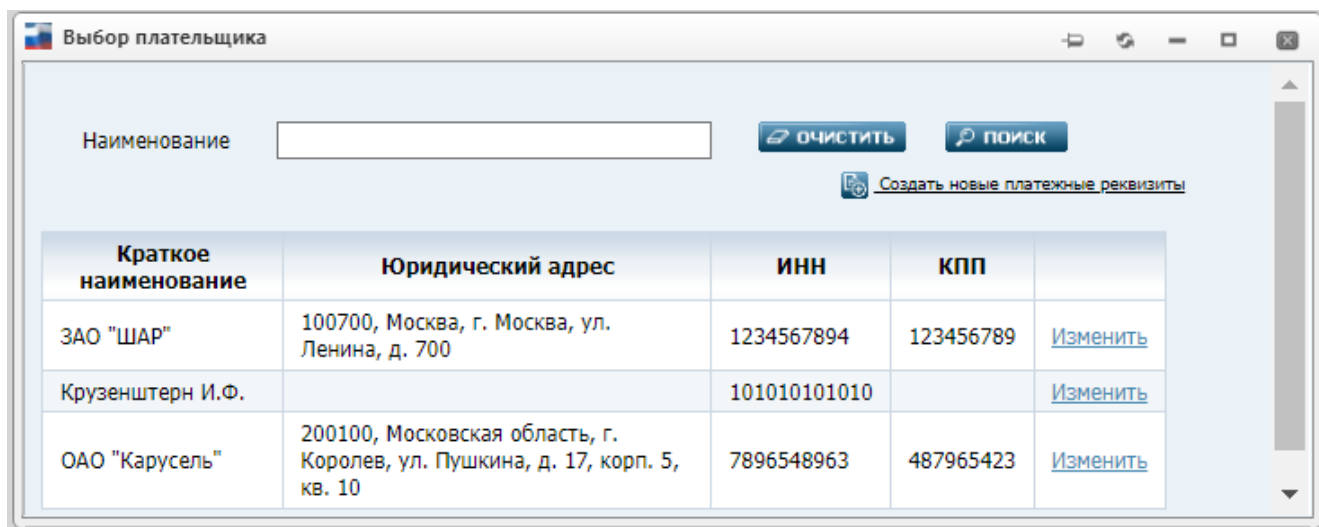 Выбор плательщика
Наименование
ОЧИСТИТЬ
ПОИСК
Создать новые платежные реквизиты
Краткое наименование
Юридический адрес
ИНН
КПП
ЗАО "ШАР"
100700, Москва, г. Москва, ул.
Ленина, д. 700
1234567894
123456789
Изменить
Крузенштерн И.Ф.
101010101010
Изменить
ОАО "Карусель"
200100, Московская область, г.
Королев, ул. Пушкина, д. 17, корп. 5,
кв. 10
7896548963
487965423
Изменить